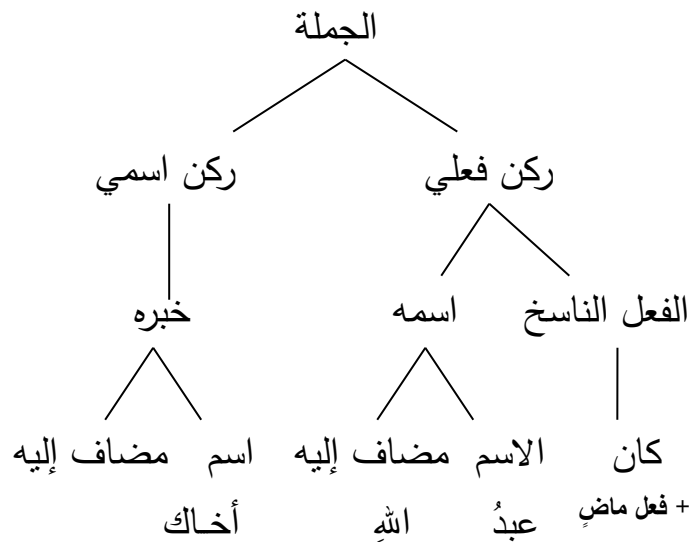 الجملة
ركن فعلي ركن اسمي
الفعل الناسخ اسمه خبره
كان الاسم مضاف إليه اسم مضاف إليه
+ فعل ماضٍ عبدُ اللهِ أخـاك